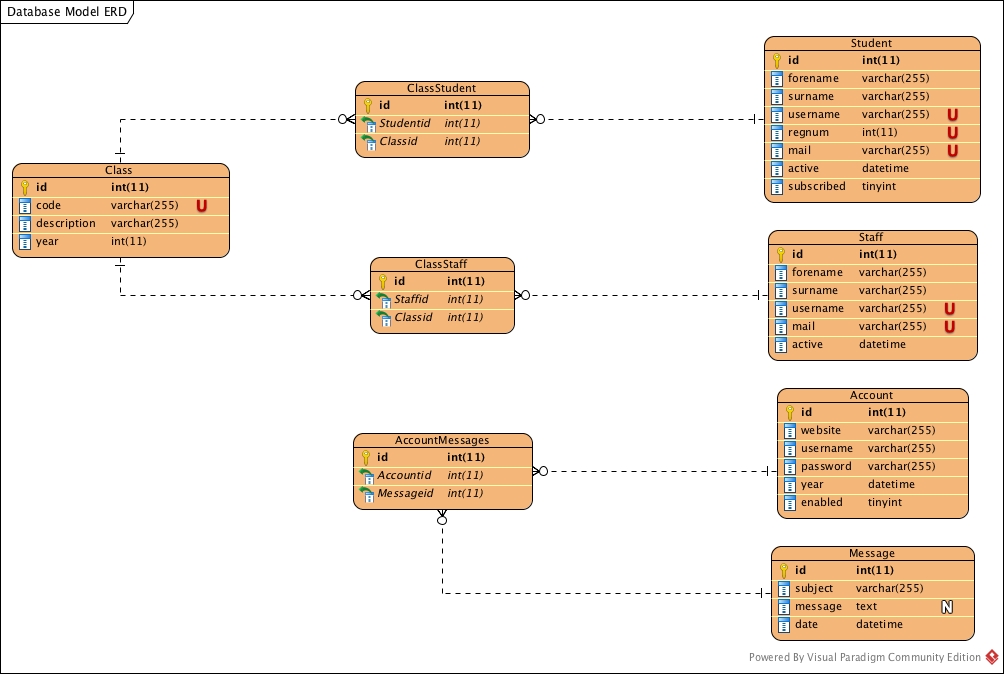 Database Model ERD
Student
id int(11)
forename varchar(255)
surname varchar(255)
username varchar(255) U
regnum int(11) U
mail varchar(255) U
active datetime
subscribed tinyint
ClassStudent
id int(11)
Studentid int(11)
Classid int(11)
Class
id int(11)
code varchar(255) U
description varchar(255)
year int(11)
Staff
id int(11)
forename varchar(255)
surname varchar(255)
username varchar(255) U
mail varchar(255) U
active datetime
ClassStaff
id int(11)
Staffid int(11)
Classid int(11)
Account
id int(11)
website varchar(255)
username varchar(255)
password varchar(255)
year datetime
enabled tinyint
AccountMessages
id int(11)
Accountid int(11)
Messageid int(11)
Message
id int(11)
subject varchar(255)
message text N
date datetime
Powered By Visual Paradigm Community Edition